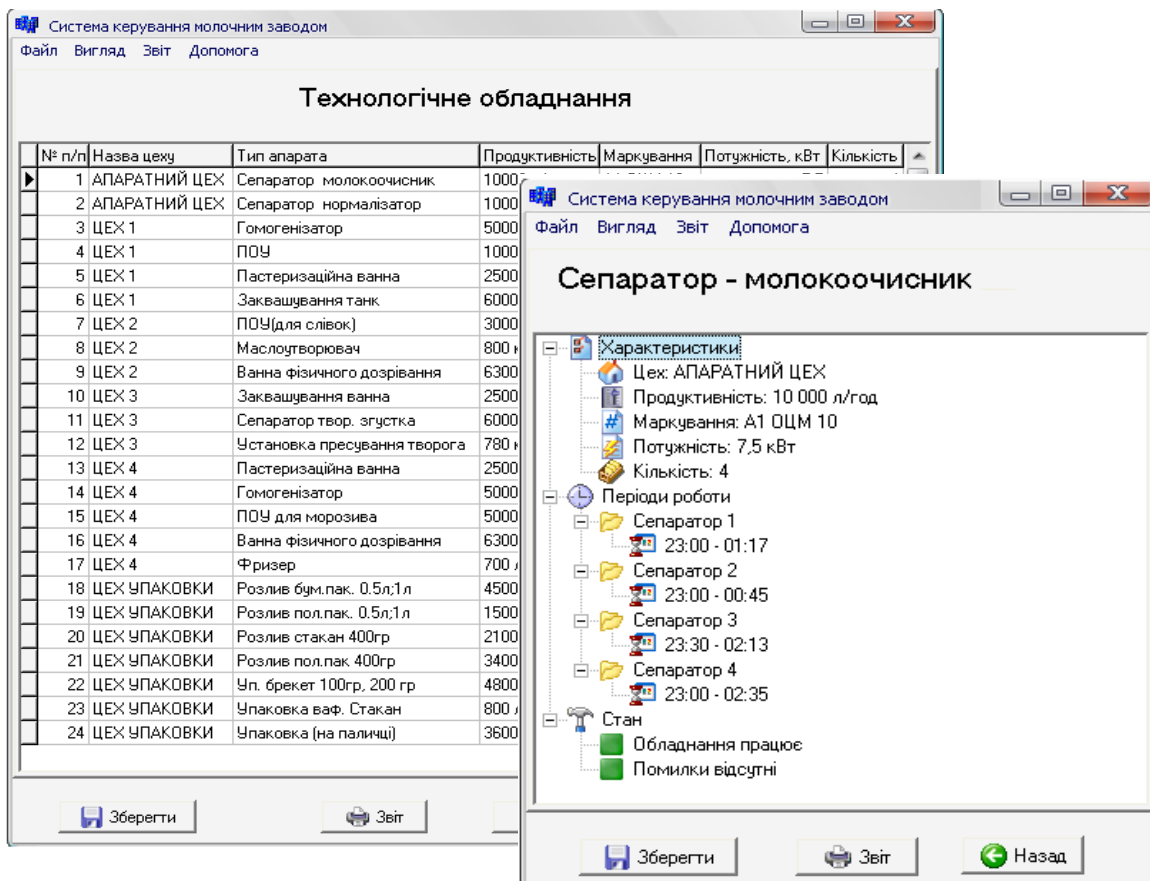 Система керування молочним заводом
Файл Вигляд Звіт Допомога
Технологічне обладнання
№ п/п Назва цеху Тип апарата Продуктивність Маркування Потужність, кВт Кількість
1 АПАРАТНИЙ ЦЕХ Сепаратор молокоочисник
2 АПАРАТНИЙ ЦЕХ Сепаратор нормалізатор 1000
3 ЦЕХ 1 Гомогенізатор 5000
4 ЦЕХ 1 ПОУ 1000
5 ЦЕХ 1 Пастеризаційна ванна 2500
6 ЦЕХ 1 Заквашування танк 6000
7 ЦЕХ 2 ПОУ(для слівок) 3000
8 ЦЕХ 2 Маслоутворювач 800
9 ЦЕХ 2 Ванна фізичного дозрівання 6300
10 ЦЕХ 3 Заквашування ванна 2500
11 ЦЕХ 3 Сепаратор твор. згустка 6000
12 ЦЕХ 3 Установка пресування творога 780
13 ЦЕХ 4 Пастеризаційна ванна 2500
14 ЦЕХ 4 Гомогенізатор 5000
15 ЦЕХ 4 ПОУ для морозива 5000
16 ЦЕХ 4 Ванна фізичного дозрівання 6300
17 ЦЕХ 4 Фризер 700
18 ЦЕХ УПАКОВКИ Розлив бум.пак. 0.5л;1л 4500
19 ЦЕХ УПАКОВКИ Розлив пол.пак. 0.5л;1л 1500
20 ЦЕХ УПАКОВКИ Розлив стакан 400гр 2100
21 ЦЕХ УПАКОВКИ Розлив пол.пак 400гр 3400
22 ЦЕХ УПАКОВКИ Уп. брекет 100гр, 200 гр 4800
23 ЦЕХ УПАКОВКИ Упаковка ваф. Стакан 800
24 ЦЕХ УПАКОВКИ Упаковка (на паличці) 3600
Зберегти Звіт
Система керування молочним заводом
Файл Вигляд Звіт Допомога
Сепаратор - молокоочисник
Характеристики
Цех: АПАРАТНИЙ ЦЕХ
Продуктивність: 10 000 л/год
Маркування: А1 ОЦМ 10
Потужність: 7,5 кВт
Кількість: 4
Періоди роботи
Сепаратор 1
23:00 - 01:17
Сепаратор 2
23:00 - 00:45
Сепаратор 3
23:30 - 02:13
Сепаратор 4
23:00 - 02:35
Стан
Обладнання працює
Помилки відсутні
Зберегти Звіт Назад